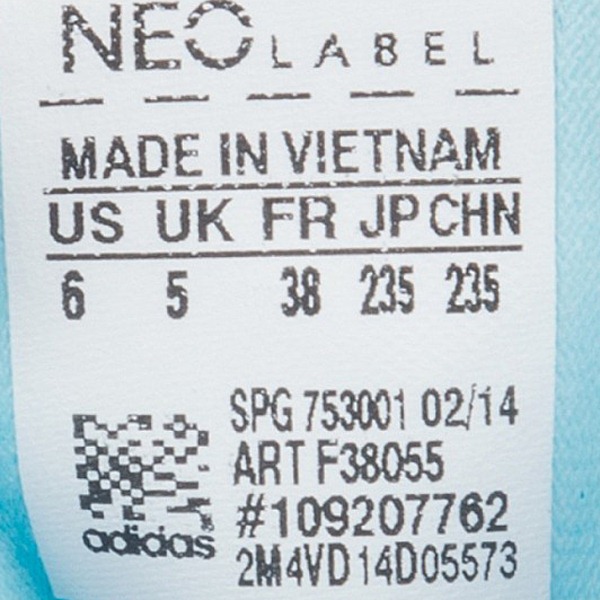 NEO LABEL
MADE IN VIETNAM
US UK FR JP CHN
6 5 38 235 235
SPG 753001 02/14
ART F38055
#109207762
adidas
2M4VD14D05573